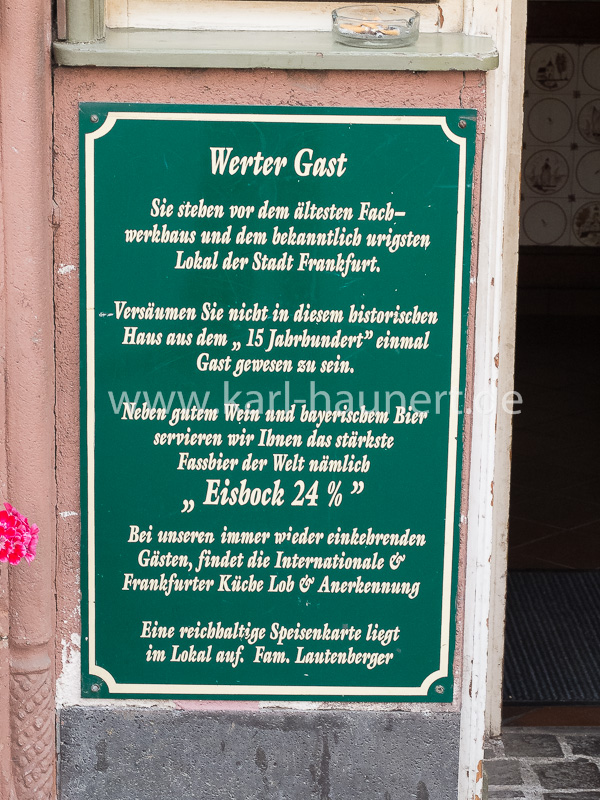 Werter Gast
Sie stehen vor dem ältesten Fach-
werkhaus und dem bekanntlich urigsten
Lokal der Stadt Frankfurt.
Versäumen Sie nicht in diesem historischen
Haus aus dem „ 15 Jahrhundert” einmal
Gast gewesen zu sein.
www.karl-haunert.de
Neben gutem Wein und bayerischem Bier
servieren wir Ihnen das stärkste
Fassbier der Welt nämlich
„ Eisbock 24 % ”
Bei unseren immer wieder einkehrenden
Gästen, findet die Internationale &
Frankfurter Küche Lob & Anerkennung
Eine reichhaltige Speisenkarte liegt
im Lokal auf. Fam. Lautenberger